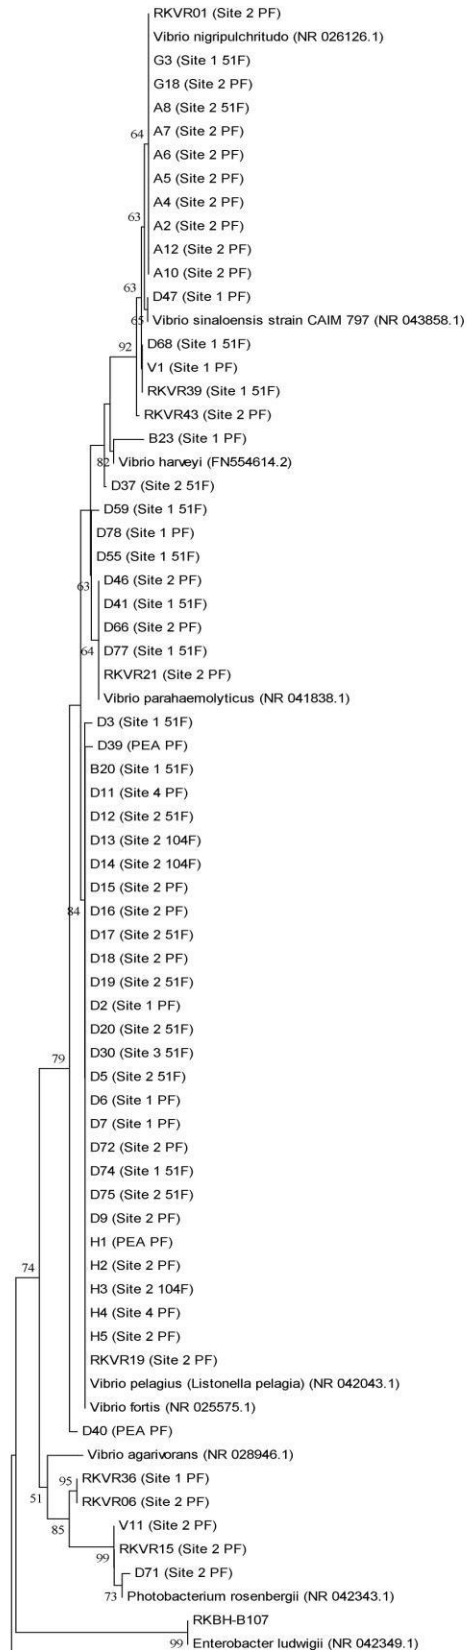 RKVR01 (Site 2 PF)
Vibrio nigripulchritudo (NR 026126.1)
G3 (Site 1 51F)
G18 (Site 2 PF)
A8 (Site 2 51F)
64
A7 (Site 2 PF)
A6 (Site 2 PF)
A5 (Site 2 PF)
A4 (Site 2 PF)
63
A2 (Site 2 PF)
A12 (Site 2 PF)
A10 (Site 2 PF)
63
D47 (Site 1 PF)
65
Vibrio sinaloensis strain CAIM 797 (NR 043858.1)
92
D68 (Site 1 51F)
V1 (Site 1 PF)
RKVR39 (Site 1 51F)
RKVR43 (Site 2 PF)
B23 (Site 1 PF)
82
Vibrio harveyi (FN554614.2)
D37 (Site 2 51F)
D59 (Site 1 51F)
D78 (Site 1 PF)
D55 (Site 1 51F)
63
D46 (Site 2 PF)
D41 (Site 1 51F)
D66 (Site 2 PF)
64
D77 (Site 1 51F)
RKVR21 (Site 2 PF)
Vibrio parahaemolyticus (NR 041838.1)
D3 (Site 1 51F)
D39 (PEA PF)
B20 (Site 1 51F)
D11 (Site 4 PF)
D12 (Site 2 51F)
D13 (Site 2 104F)
D14 (Site 2 104F)
D15 (Site 2 PF)
84
D16 (Site 2 PF)
D17 (Site 2 51F)
D18 (Site 2 PF)
D19 (Site 2 51F)
D2 (Site 1 PF)
D20 (Site 2 51F)
79
D30 (Site 3 51F)
D5 (Site 2 51F)
D6 (Site 1 PF)
D7 (Site 1 PF)
D72 (Site 2 PF)
D74 (Site 1 51F)
D75 (Site 2 51F)
D9 (Site 2 PF)
H1 (PEA PF)
74
H2 (Site 2 PF)
H3 (Site 2 104F)
H4 (Site 4 PF)
H5 (Site 2 PF)
RKVR19 (Site 2 PF)
Vibrio pelagius (Listonella pelagia) (NR 042043.1)
Vibrio fortis (NR 025575.1)
D40 (PEA PF)
Vibrio agarivorans (NR 028946.1)
95
RKVR36 (Site 1 PF)
51
RKVR06 (Site 2 PF)
85
V11 (Site 2 PF)
99
RKVR15 (Site 2 PF)
D71 (Site 2 PF)
73
Photobacterium rosenbergii (NR 042343.1)
RKBH-B107
99
Enterobacter ludwigii (NR 042349.1)